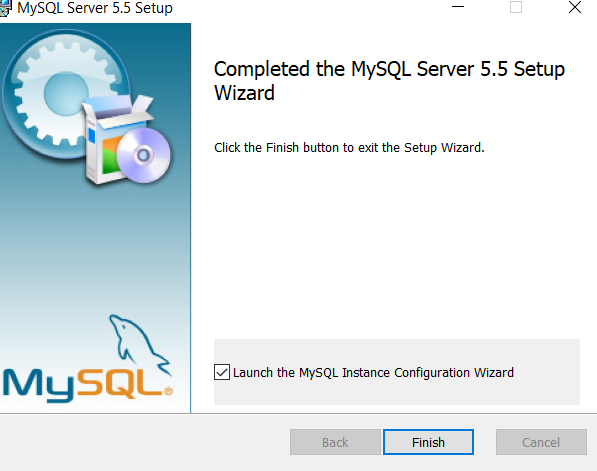 MySQL Server 5.5 Setup
Completed the MySQL Server 5.5 Setup
Wizard
Click the Finish button to exit the Setup Wizard.
MySQL®
Launch the MySQL Instance Configuration Wizard
Back
Finish
Cancel